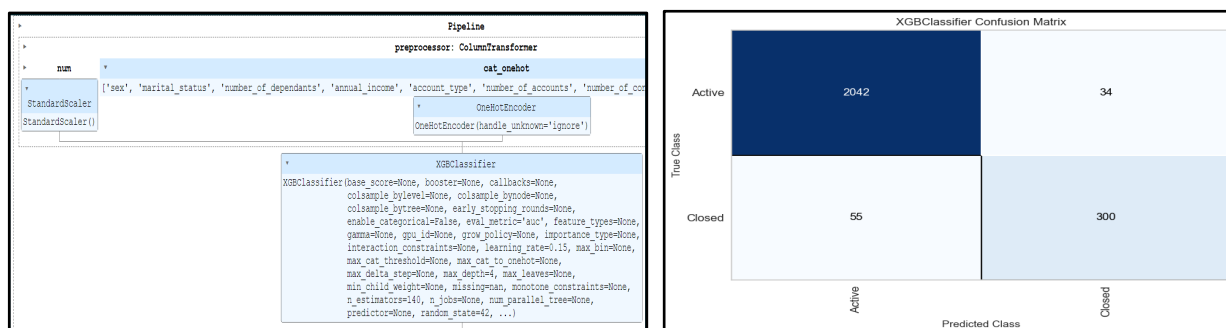 Pipeline
preprocessor: ColumnTransformer
num
cat_onehot
['sex', 'marital_status', 'number_of_dependants', 'annual_income', 'account_type', 'number_of_accounts', 'number_of_con
StandardScaler
StandardScaler()
OneHotEncoder
OneHotEncoder(handle_unknown='ignore')
XGBClassifier
XGBClassifier(base_score=None, booster=None, callbacks=None,
colsample_bylevel=None, colsample_bynode=None,
colsample_bytree=None, early_stopping_rounds=None,
enable_categorical=False, eval_metric='auc', feature_types=None,
gamma=None, gpu_id=None, grow_policy=None, importance_type=None,
interaction_constraints=None, learning_rate=0.15, max_bin=None,
max_cat_threshold=None, max_cat_to_onehot=None,
max_delta_step=None, max_depth=4, max_leaves=None,
min_child_weight=None, missing=nan, monotone_constraints=None,
n_estimators=140, n_jobs=None, num_parallel_tree=None,
predictor=None, random_state=42, ...)
XGBClassifier Confusion Matrix
True Class
Active
2042
34
Closed
55
300
Active
Closed
Predicted Class